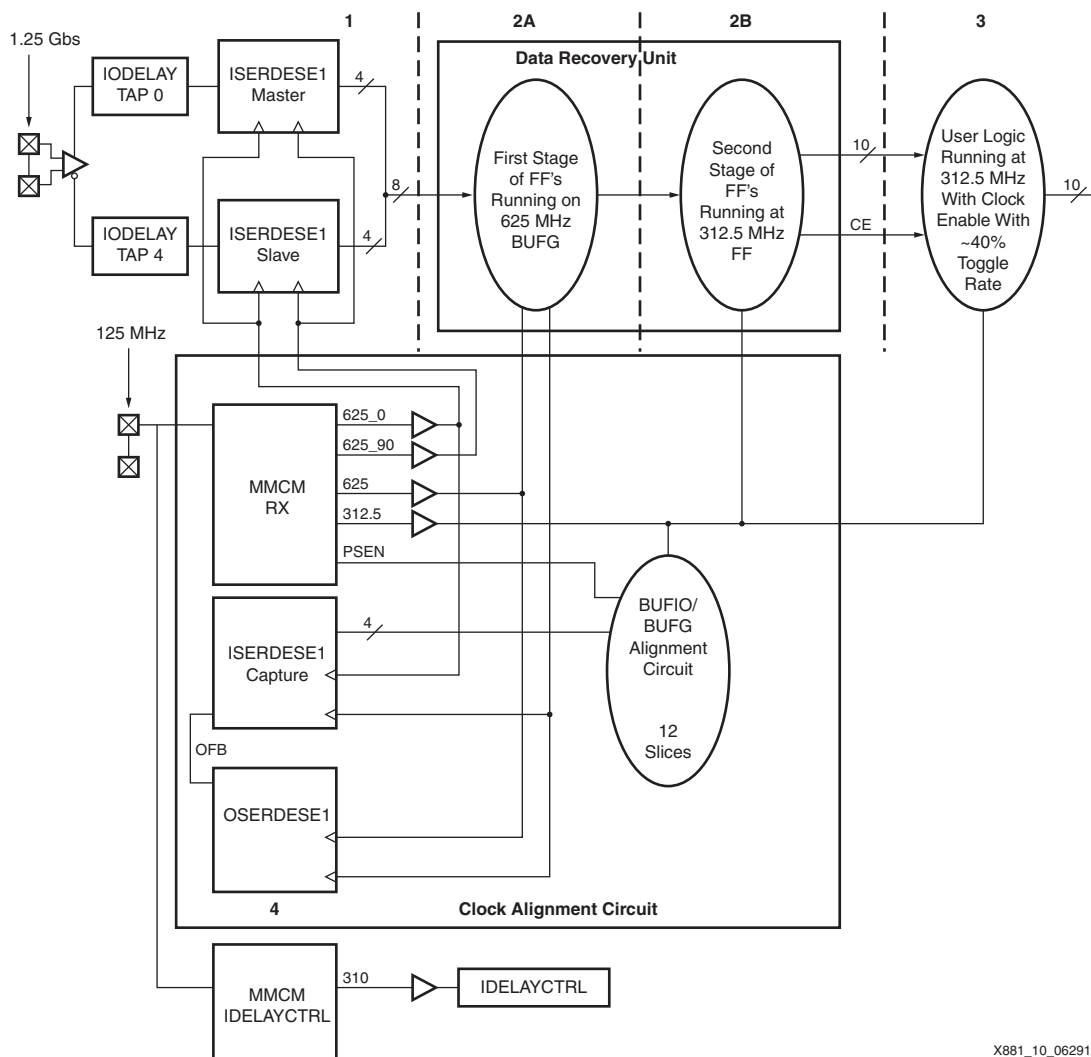 1
2A
2B
3
1.25 Gbs
Data Recovery Unit
IODELAY
TAP 0
ISERDESE1
Master
4
IODELAY
TAP 4
ISERDESE1
Slave
4
8
First Stage
of FF's
Running on
625 MHz
BUFG
Second
Stage of
FF's
Running at
312.5 MHz
FF
10
CE
User Logic
Running at
312.5 MHz
With Clock
Enable With
~40%
Toggle
Rate
10
125 MHz
MMCM
RX
625_0
625_90
625
312.5
PSEN
ISERDESE1
Capture
4
BUFIO/
BUFG
Alignment
Circuit
12
Slices
OFB
OSERDESE1
4
Clock Alignment Circuit
MMCM
IDELAYCTRL
310
IDELAYCTRL
X881_10_06291